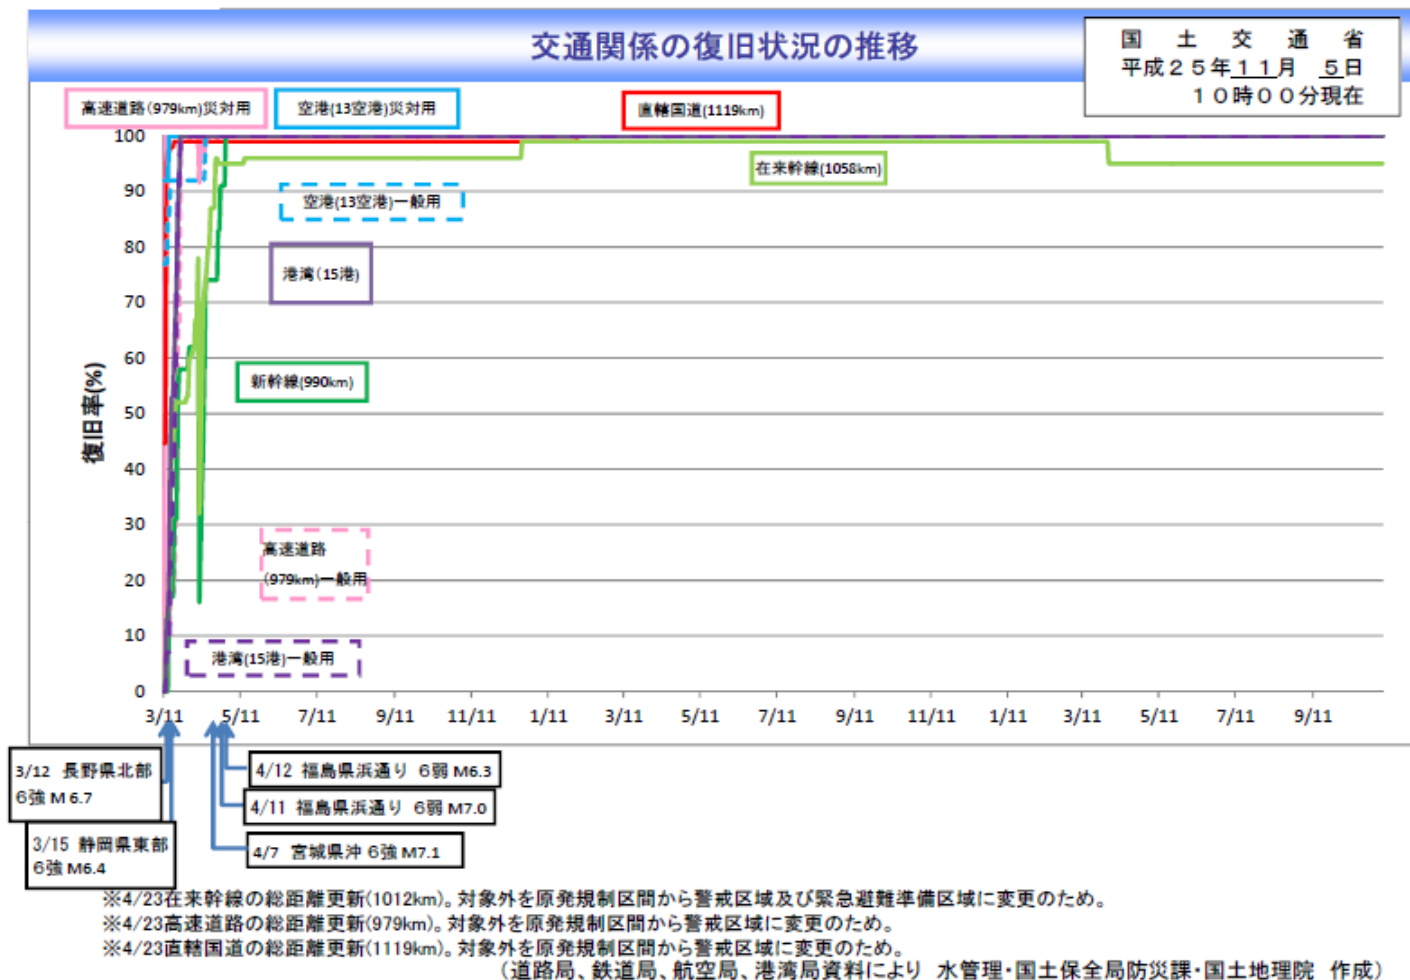 交通関係の復旧状況の推移
国土交通省
平成25年11月 5日
10時00分現在
高速道路(979km)災対用
空港(13空港)災対用
直轄国道(1119km)
在来幹線(1058km)
空港(13空港)一般用
港湾(15港)
新幹線(990km)
高速道路
(979km)一般用
港湾(15港)一般用
復旧率(%)
100
90
80
70
60
50
40
30
20
10
0
3/11 5/11 7/11 9/11 11/11 1/11 3/11 5/11 7/11 9/11 11/11 1/11 3/11 5/11 7/11 9/11
3/12 長野県北部
6強 M 6.7
3/15 静岡県東部
6強 M6.4
4/12 福島県浜通り 6弱 M6.3
4/11 福島県浜通り 6弱 M7.0
4/7 宮城県沖 6強 M7.1
※4/23在来幹線の総距離更新(1012km)。対象外を原発規制区間から警戒区域及び緊急避難準備区域に変更のため。
※4/23高速道路の総距離更新(979km)。対象外を原発規制区間から警戒区域に変更のため。
※4/23直轄国道の総距離更新(1119km)。対象外を原発規制区間から警戒区域に変更のため。
(道路局、鉄道局、航空局、港湾局資料により 水管理・国土保全局防災課・国土地理院 作成)